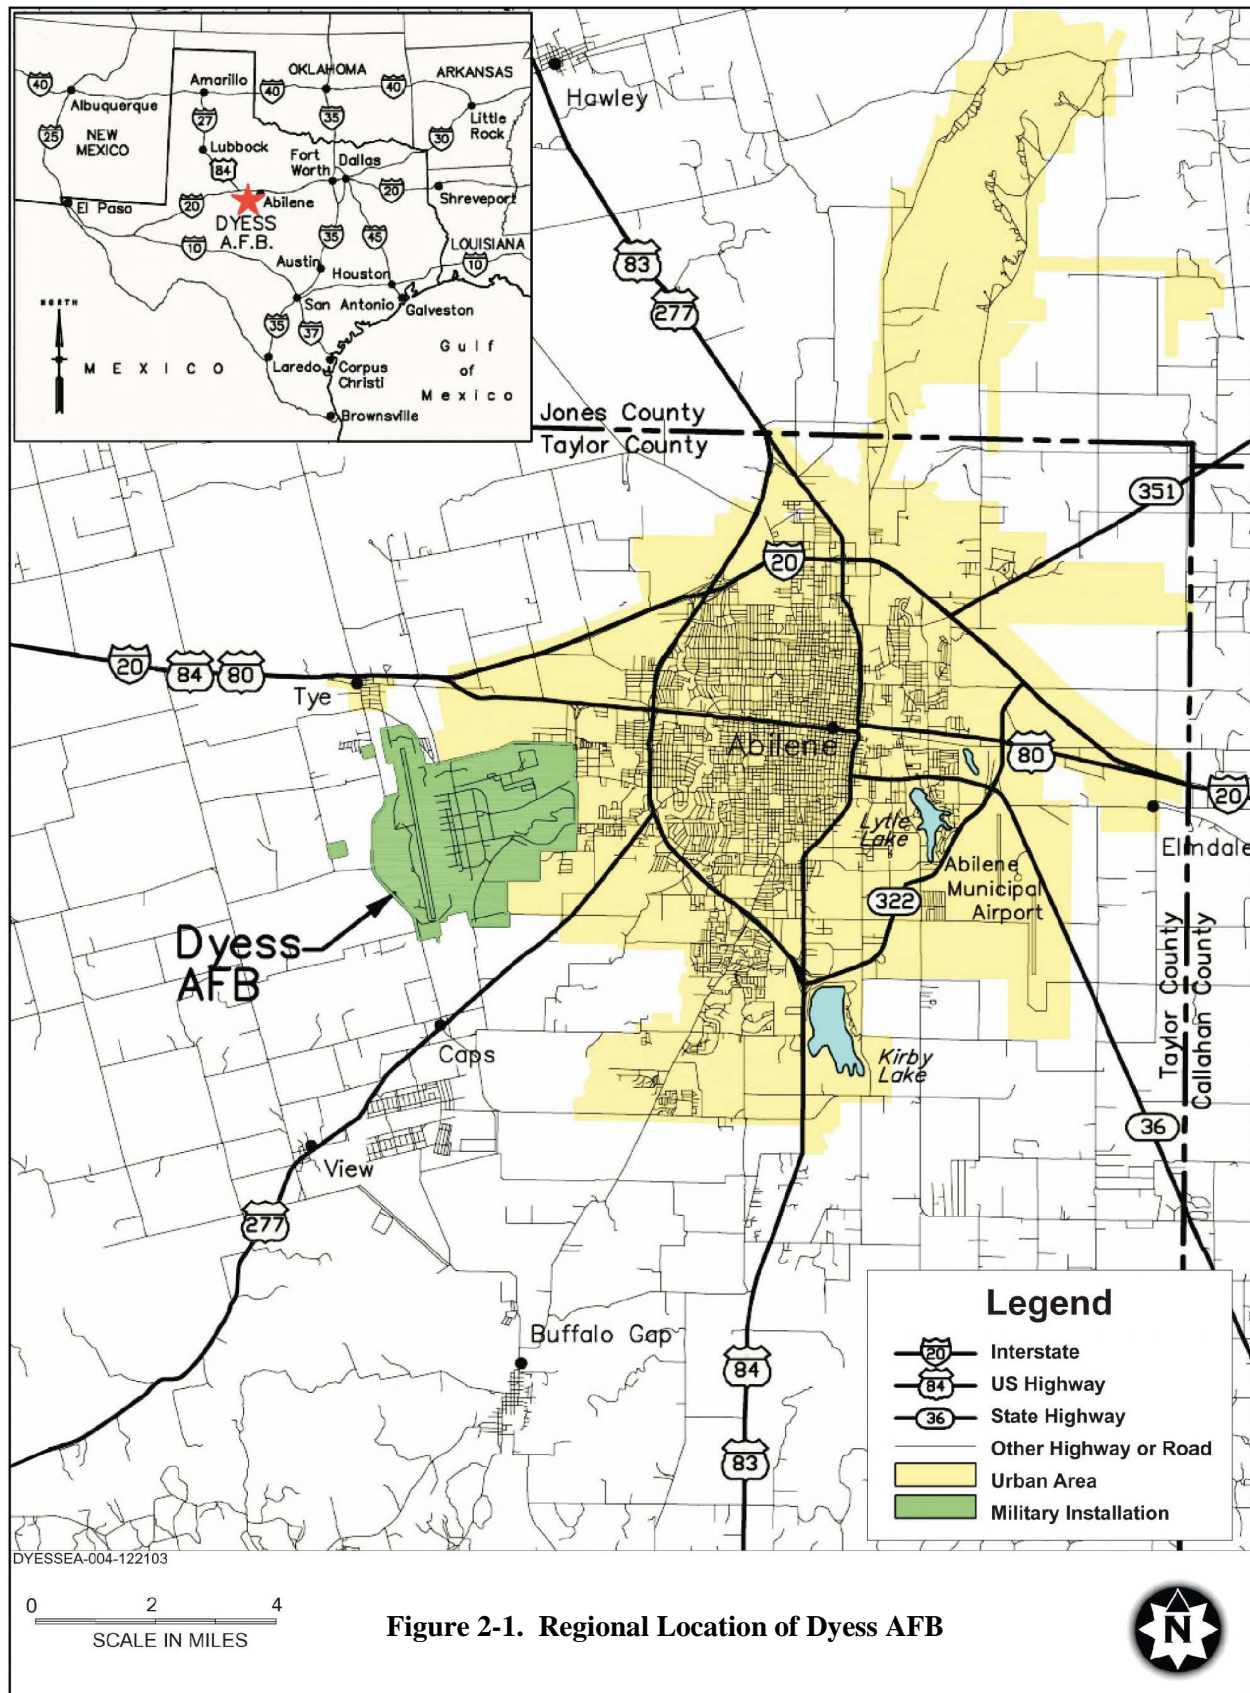 40
Albuquerque
25
NEW
MEXICO
Amarillo
27
Lubbock
84
40
OKLAHOMA
40
35
ARKANSAS
Little
Rock
30
Fort
Worth
Dallas
20
Shreveport
El Paso
20
Abilene
DYESS
A.F.B.
10
35
45
LOUISIANA
10
Austin
Houston
San Antonio
Galveston
35
37
NORTH
MEXICO
Laredo
Corpus
Christi
Gulf
of
Mexico
Brownsville
Hawley
83
277
Jones County
Taylor County
351
20
20
84
80
Tye
Abilene
80
20
Lytle
Lake
Elmdale
Abilene
Municipal
Airport
322
Dyess
AFB
Taylor County
Callahan County
Caps
Kirby
Lake
36
View
277
Buffalo Gap
84
83
Legend
20 Interstate
84 US Highway
36 State Highway
Other Highway or Road
Urban Area
Military Installation
DYESSEA-004-122103
0 2 4
SCALE IN MILES
Figure 2-1. Regional Location of Dyess AFB
N